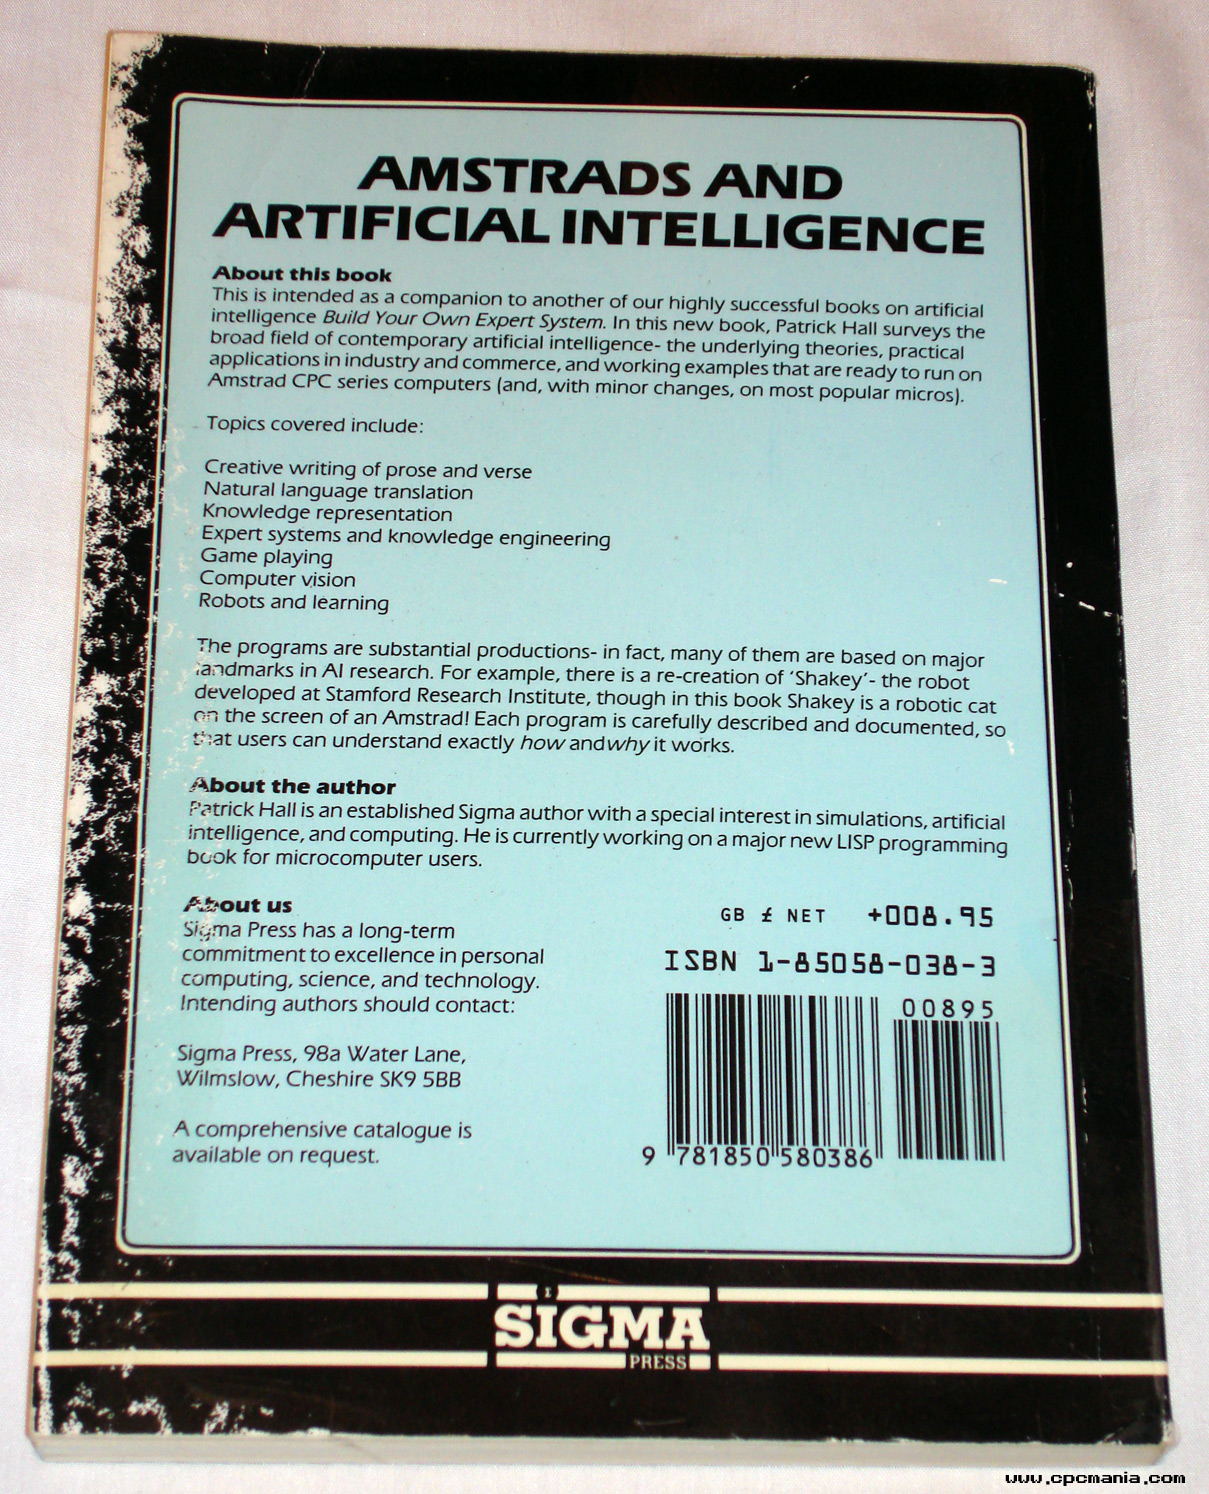 AMSTRADS AND
ARTIFICIAL INTELLIGENCE
About this book
This is intended as a companion to another of our highly successful books on artificial
intelligence Build Your Own Expert System. In this new book, Patrick Hall surveys the
broad field of contemporary artificial intelligence- the underlying theories, practical
applications in industry and commerce, and working examples that are ready to run on
Amstrad CPC series computers (and, with minor changes, on most popular micros).
Topics covered include:
Creative writing of prose and verse
Natural language translation
Knowledge representation
Expert systems and knowledge engineering
Game playing
Computer vision
Robots and learning
The programs are substantial productions- in fact, many of them are based on major
landmarks in AI research. For example, there is a re-creation of 'Shakey'- the robot
developed at Stamford Research Institute, though in this book Shakey is a robotic cat
on the screen of an Amstrad! Each program is carefully described and documented, so
that users can understand exactly how and why it works.
About the author
Patrick Hall is an established Sigma author with a special interest in simulations, artificial
intelligence, and computing. He is currently working on a major new LISP programming
book for microcomputer users.
About us
Sigma Press has a long-term
commitment to excellence in personal
computing, science, and technology.
Intending authors should contact:
Sigma Press, 98a Water Lane,
Wilmslow, Cheshire SK9 5BB
A comprehensive catalogue is
available on request.
GB £ NET +008.95
ISBN 1-85058-038-3
00895
9 781850 580386
SIGMA
PRESS
www.cpcmania.com